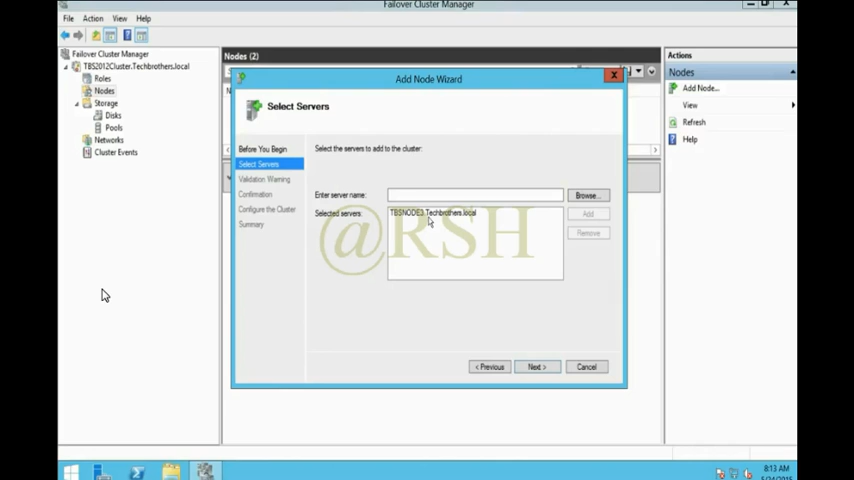 Failover Cluster Manager
File Action View Help
Failover Cluster Manager
TBS2012Cluster.Techbrothers.local
Roles
Nodes
Storage
Disks
Pools
Networks
Cluster Events
Nodes (2)
Add Node Wizard
Select Servers
Before You Begin
Select Servers
Validation Warning
Confirmation
Configure the Cluster
Summary
Select the servers to add to the cluster:
Enter server name:
Browse...
Selected servers:
TBSNODE3.Techbrothers.local
Add
Remove
@RSH
< Previous
Next >
Cancel
Actions
Nodes
Add Node...
View
Refresh
Help
8:13 AM
5/24/2015